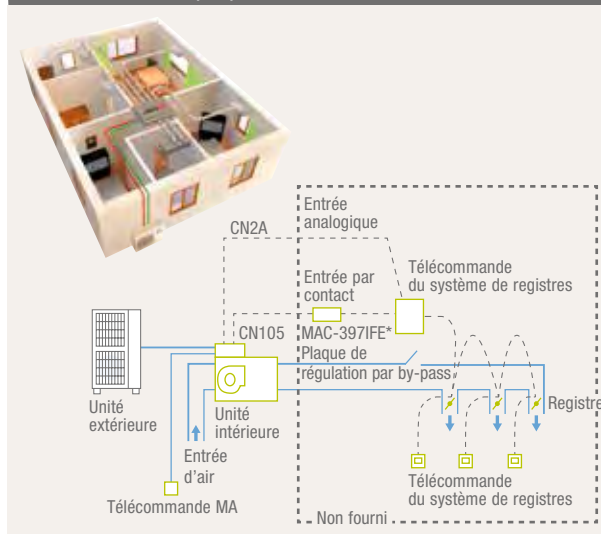 Entrée
analogique
CN2A
Télécommande
du système de registres
Entrée par
contact
CN105
MAC-397IFE*
Plaque de
régulation par by-pass
Registre
Unité
extérieure
Unité
intérieure
Entrée
d'air
Télécommande MA
Télécommande
du système de registres
Non fourni